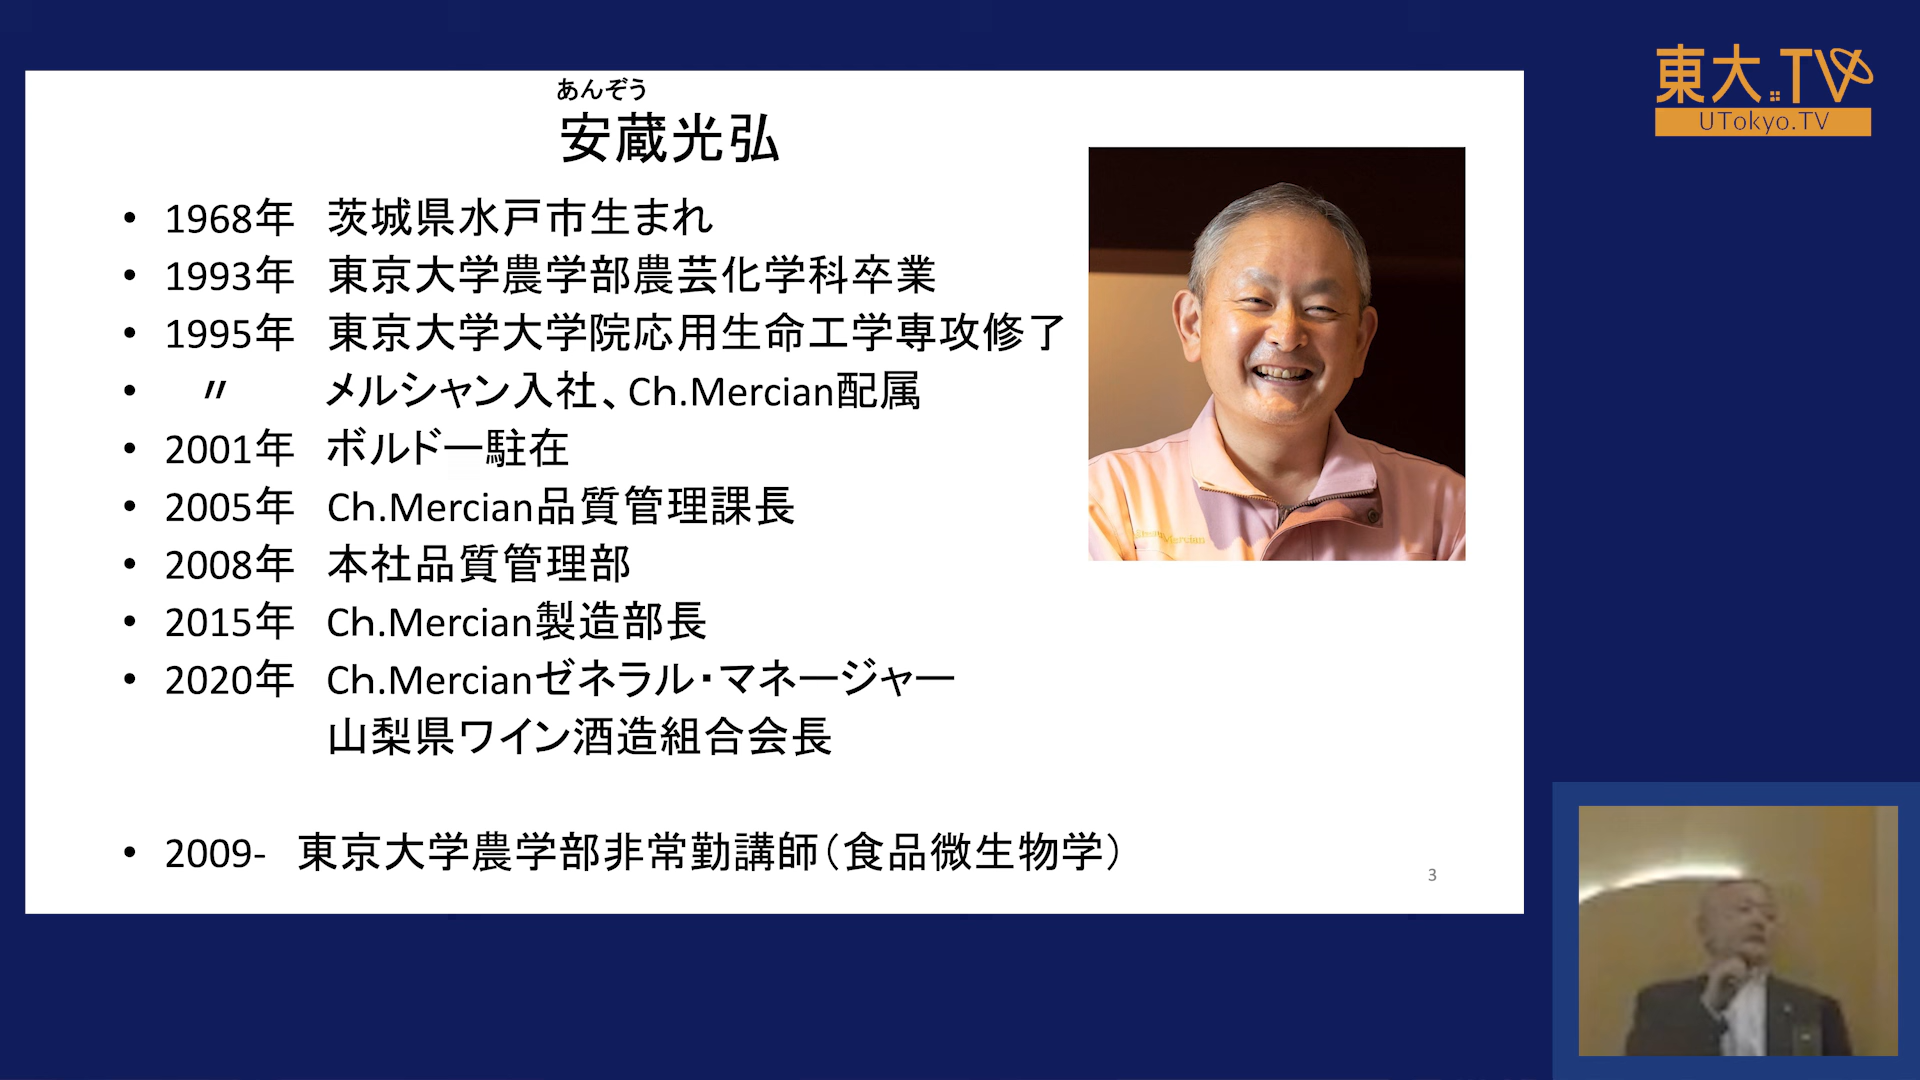 東大.TV
UTokyo.TV
あんぞう
安蔵光弘
• 1968年 茨城県水戸市生まれ
• 1993年 東京大学農学部農芸化学科卒業
• 1995年 東京大学大学院応用生命工学専攻修了
• 〃 メルシャン入社、Ch.Mercian配属
• 2001年 ボルドー駐在
• 2005年 Ch.Mercian品質管理課長
• 2008年 本社品質管理部
• 2015年 Ch.Mercian製造部長
• 2020年 Ch.Mercianゼネラル・マネージャー
山梨県ワイン酒造組合会長
• 2009- 東京大学農学部非常勤講師（食品微生物学）
3